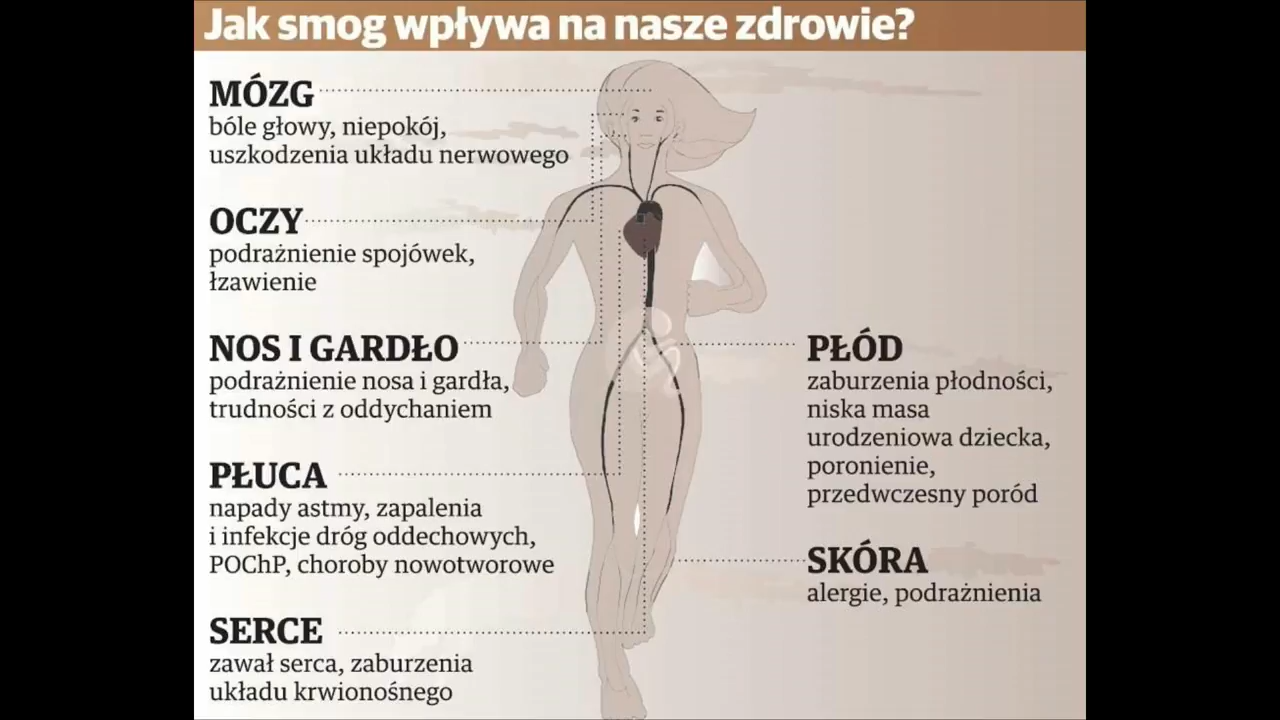 Jak smog wpływa na nasze zdrowie?
MÓZG
bóle głowy, niepokój,
uszkodzenia układu nerwowego
OCZY
podrażnienie spojówek,
łzawienie
NOS I GARDŁO
podrażnienie nosa i gardła,
trudności z oddychaniem
PŁUCA
napady astmy, zapalenia
i infekcje dróg oddechowych,
POChP, choroby nowotworowe
SERCE
zawał serca, zaburzenia
układu krwionośnego
PŁÓD
zaburzenia płodności,
niska masa
urodzeniowa dziecka,
poronienie,
przedwczesny poród
SKÓRA
alergie, podrażnienia